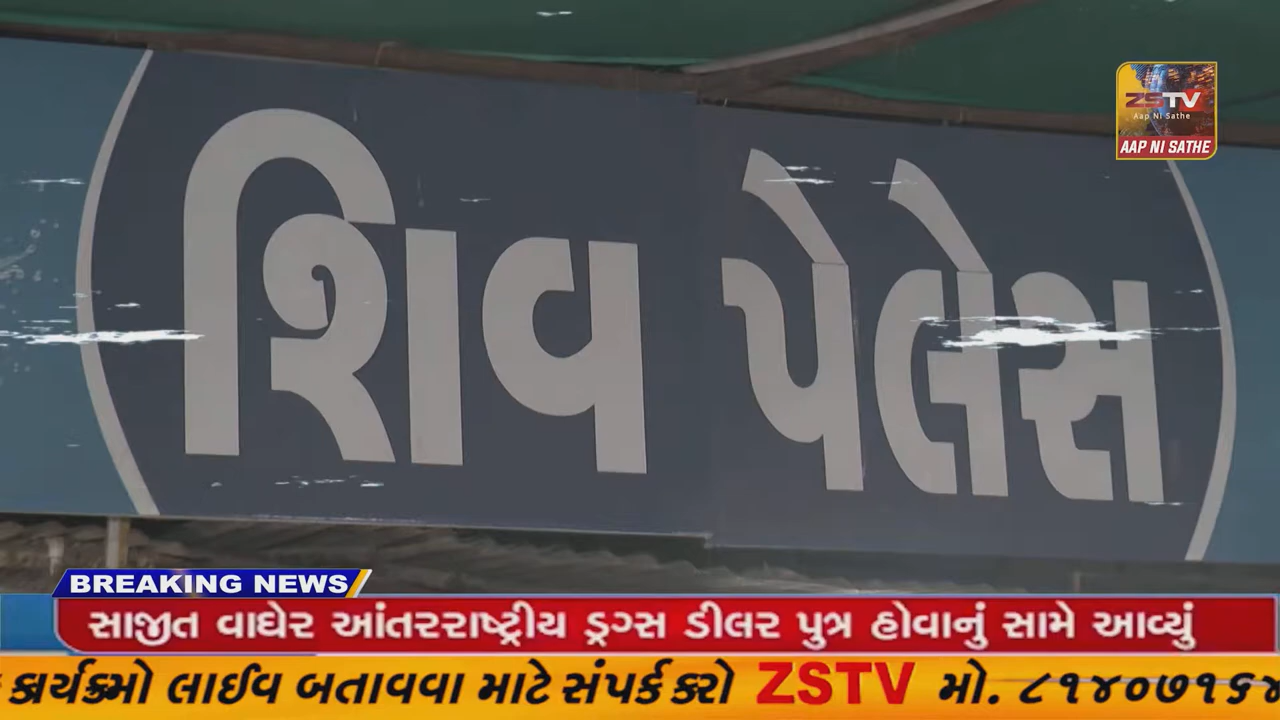 ZSTV
Aap Ni Sathe
AAP NI SATHE
શિવ પેલેસ
BREAKING NEWS
સાજીત વાઘેર આંતરરાષ્ટ્રીય ડ્રગ્સ ડીલર પુત્ર હોવાનું સામે આવ્યું
કાર્યક્રમો લાઈવ બતાવવા માટે સંપર્ક કરો ZSTV મો. ૮૧૪૦૭૧૬૪